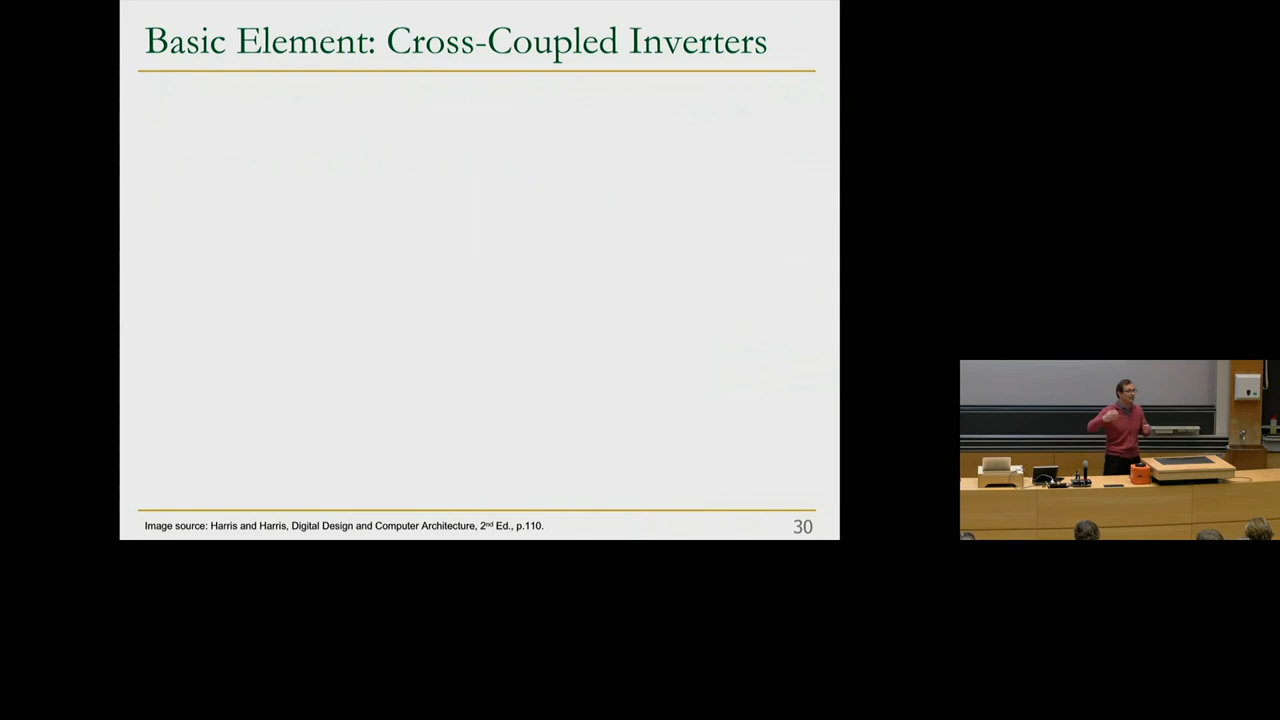 Basic Element: Cross-Coupled Inverters
Image source: Harris and Harris, Digital Design and Computer Architecture, 2nd Ed., p.110.
30